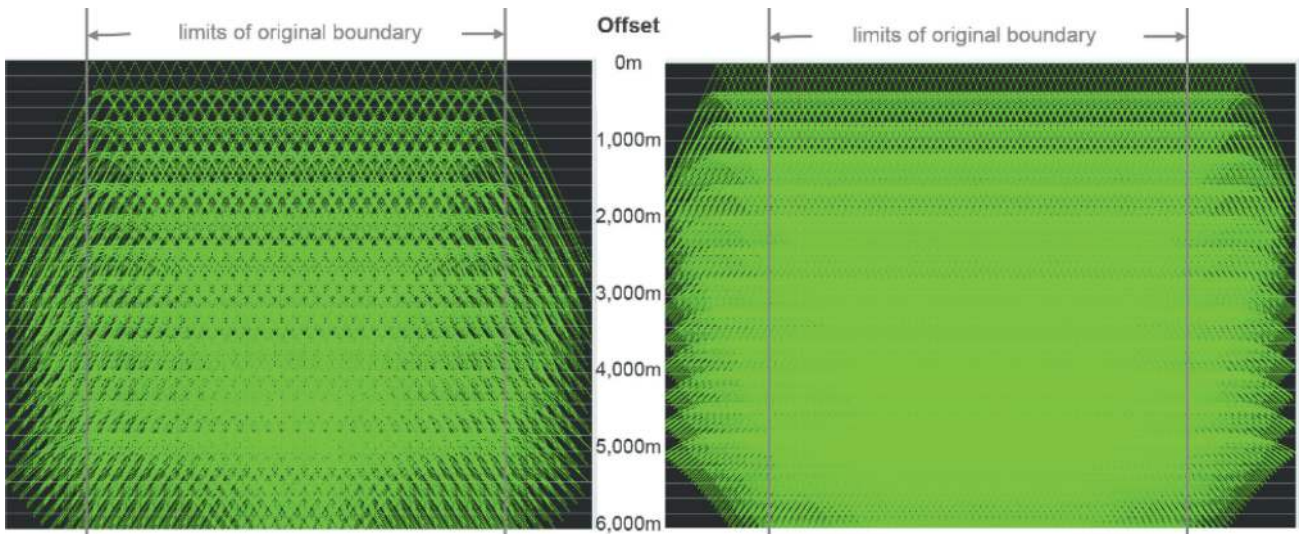 limits of original boundary
Offset
limits of original boundary
0m
1,000m
2,000m
3,000m
4,000m
5,000m
6,000m